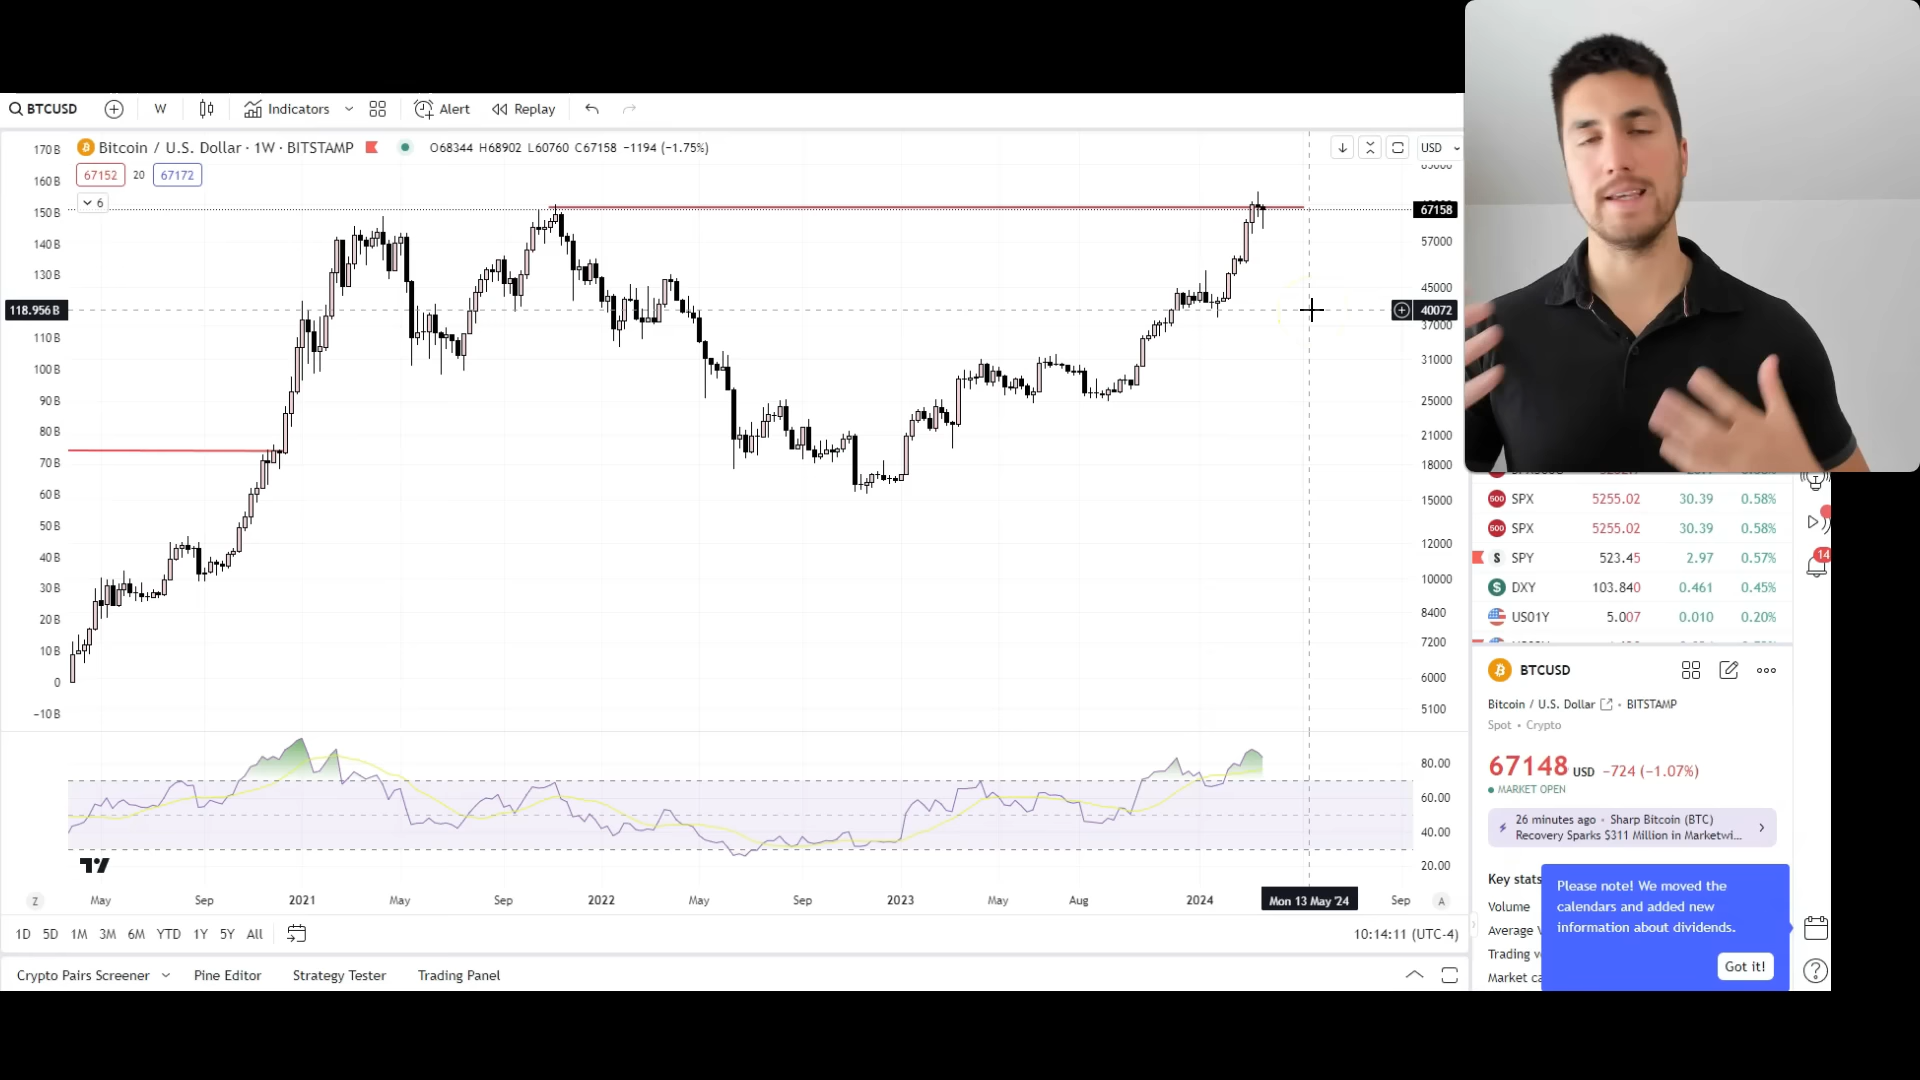 BTCUSD W Indicators Alert Replay
Bitcoin / U.S. Dollar · 1W · BITSTAMP O68344 H68902 L60760 C67158 −1194 (−1.75%)
USD
67152 20 67172
6
170 B
160 B
150 B
140 B
130 B
118.956 B
110 B
100 B
90 B
80 B
70 B
60 B
50 B
40 B
30 B
20 B
10 B
0
−10 B
67158
57000
45000
40072
37000
31000
25000
21000
18000
15000
12000
10000
8400
7200
6000
5100
80.00
60.00
40.00
20.00
Z May Sep 2021 May Sep 2022 May Sep 2023 May Aug 2024 Mon 13 May '24 Sep A
1D 5D 1M 3M 6M YTD 1Y 5Y All 10:14:11 (UTC-4)
Crypto Pairs Screener Pine Editor Strategy Tester Trading Panel
500 SPX 5255.02 30.39 0.58%
500 SPX 5255.02 30.39 0.58%
S SPY 523.45 2.97 0.57%
$ DXY 103.840 0.461 0.45%
US01Y 5.007 0.010 0.20%
14
BTCUSD
Bitcoin / U.S. Dollar · BITSTAMP
Spot · Crypto
67148 USD −724 (−1.07%)
MARKET OPEN
26 minutes ago · Sharp Bitcoin (BTC)
Recovery Sparks $311 Million in Marketwi...
Key stats
Volume
Average
Trading
Market
Please note! We moved the
calendars and added new
information about dividends.
Got it!